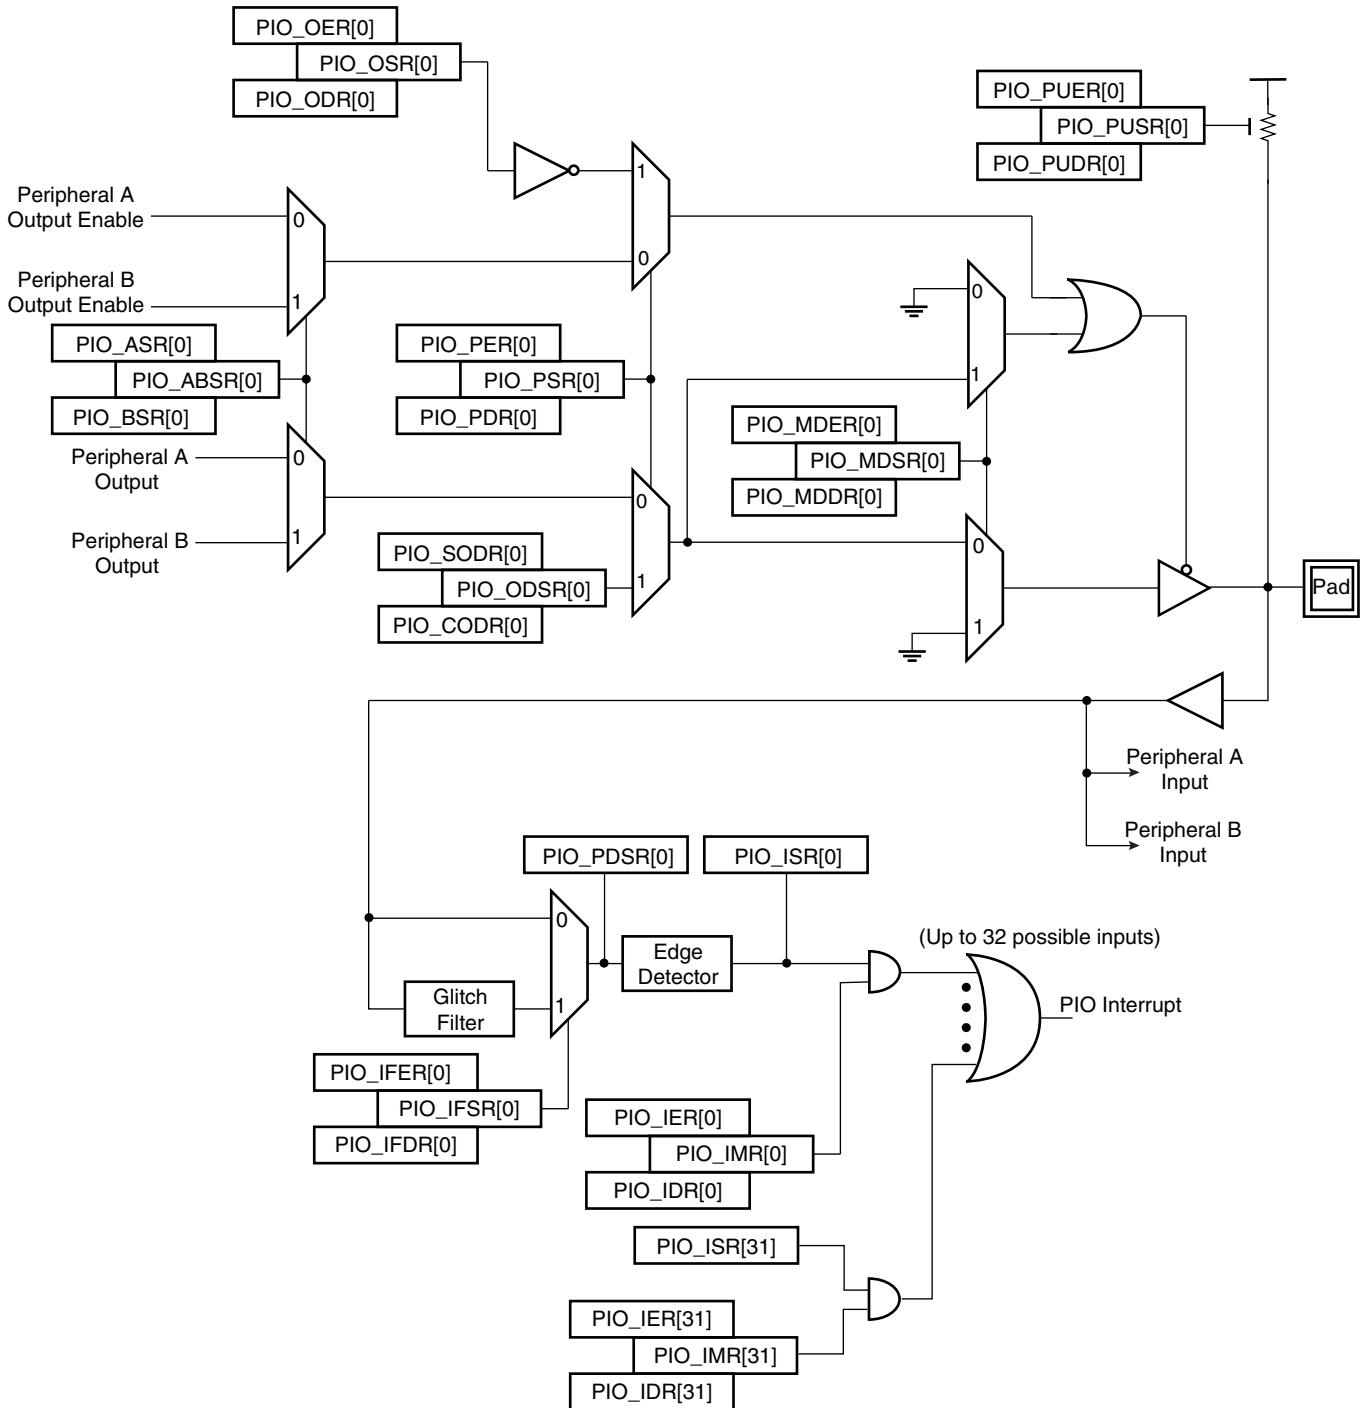 PIO_OER[0]
PIO_OSR[0]
PIO_ODR[0]
PIO_PUER[0]
PIO_PUSR[0]
PIO_PUDR[0]
1
0
Peripheral A
Output Enable
0
Peripheral B
Output Enable
1
PIO_ASR[0]
PIO_ABSR[0]
PIO_BSR[0]
PIO_PER[0]
PIO_PSR[0]
PIO_PDR[0]
0
1
PIO_MDER[0]
PIO_MDSR[0]
PIO_MDDR[0]
Peripheral A
Output
0
Peripheral B
Output
1
0
1
PIO_SODR[0]
PIO_ODSR[0]
PIO_CODR[0]
0
1
Pad
Peripheral A
Input
Peripheral B
Input
PIO_PDSR[0]
PIO_ISR[0]
0
1
Glitch
Filter
Edge
Detector
(Up to 32 possible inputs)
PIO Interrupt
PIO_IFER[0]
PIO_IFSR[0]
PIO_IFDR[0]
PIO_IER[0]
PIO_IMR[0]
PIO_IDR[0]
PIO_ISR[31]
PIO_IER[31]
PIO_IMR[31]
PIO_IDR[31]